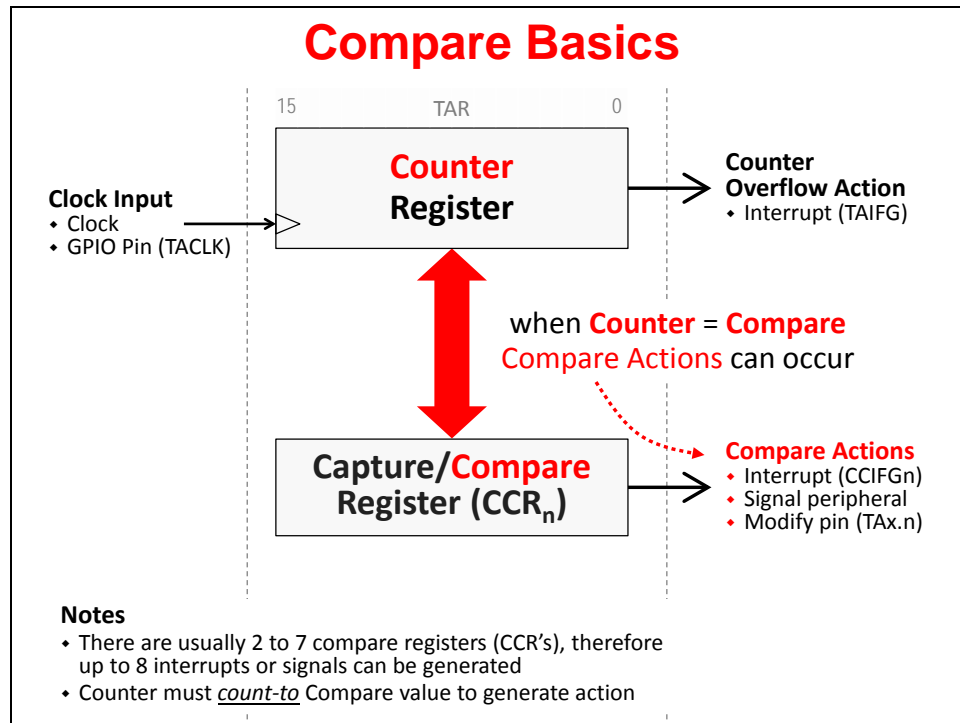 Compare Basics
15 TAR 0
Counter
Register
Clock Input
⬥ Clock
⬥ GPIO Pin (TACLK)
Counter
Overflow Action
⬥ Interrupt (TAIFG)
when Counter = Compare
Compare Actions can occur
Capture/Compare
Register (CCRn)
Compare Actions
⬥ Interrupt (CCIFGn)
⬥ Signal peripheral
⬥ Modify pin (TAx.n)
Notes
⬥ There are usually 2 to 7 compare registers (CCR's), therefore
up to 8 interrupts or signals can be generated
⬥ Counter must count-to Compare value to generate action